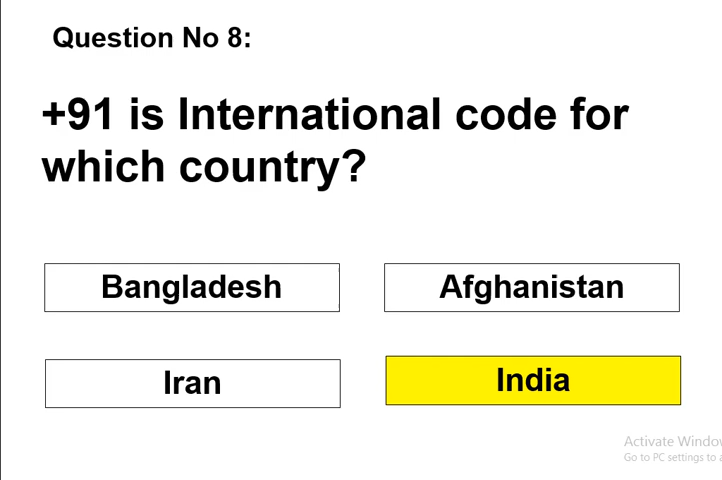 Question No 8:
+91 is International code for
which country?
Bangladesh
Afghanistan
Iran
India
Activate Window
Go to PC settings to a